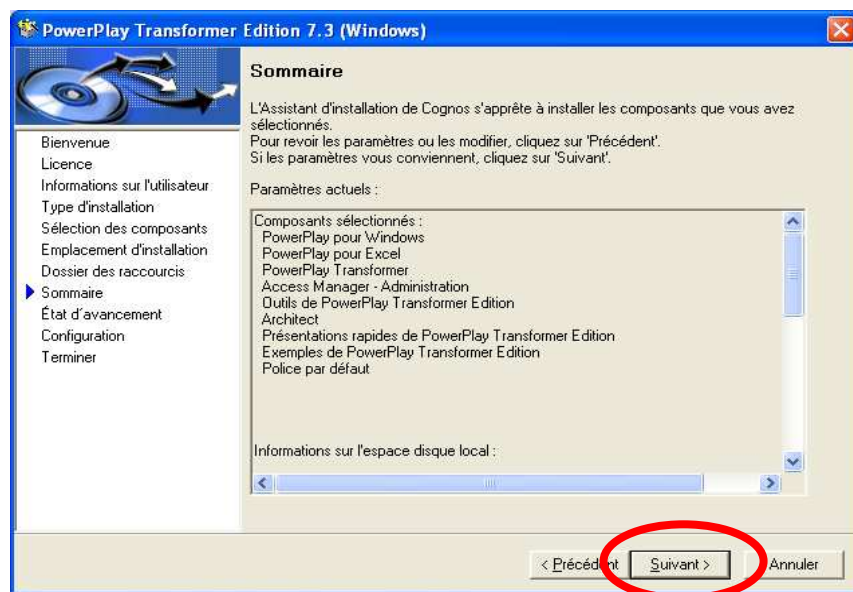 PowerPlay Transformer Edition 7.3 (Windows)
Sommaire
L'Assistant d'installation de Cognos s'apprête à installer les composants que vous avez
sélectionnés.
Pour revoir les paramètres ou les modifier, cliquez sur 'Précédent'.
Si les paramètres vous conviennent, cliquez sur 'Suivant'.
Paramètres actuels :
Bienvenue
Licence
Informations sur l'utilisateur
Type d'installation
Sélection des composants
Emplacement d'installation
Dossier des raccourcis
Sommaire
État d´avancement
Configuration
Terminer
Composants sélectionnés :
PowerPlay pour Windows
PowerPlay pour Excel
PowerPlay Transformer
Access Manager - Administration
Outils de PowerPlay Transformer Edition
Architect
Présentations rapides de PowerPlay Transformer Edition
Exemples de PowerPlay Transformer Edition
Police par défaut
Informations sur l'espace disque local :
< Précédent
Suivant >
Annuler